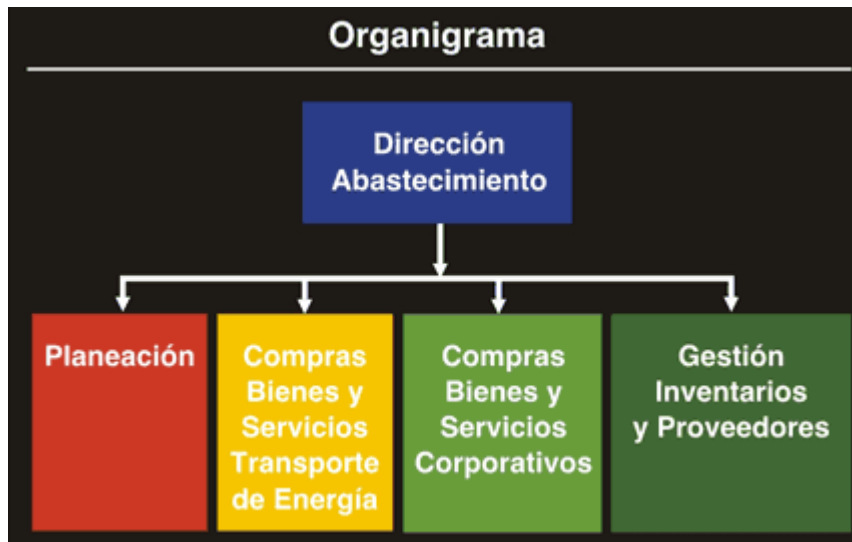 Organigrama
Dirección
Abastecimiento
Planeación
Compras
Bienes y
Servicios
Transporte
de Energía
Compras
Bienes y
Servicios
Corporativos
Gestión
Inventarios
y Proveedores